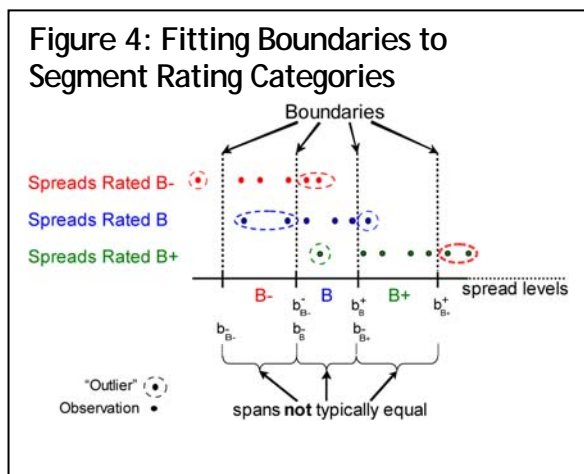 Figure 4: Fitting Boundaries to
Segment Rating Categories
Boundaries
Spreads Rated B-
Spreads Rated B
Spreads Rated B+
B- B B+ spread levels
b⁺B- b⁺B b⁺B+
b⁻B- b⁻B b⁻B+
"Outlier"
Observation
spans not typically equal